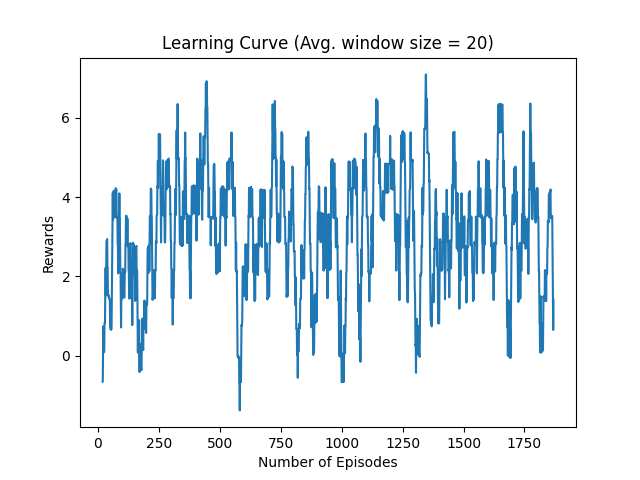 Learning Curve (Avg. window size = 20)
6
4
2
0
Rewards
0 250 500 750 1000 1250 1500 1750
Number of Episodes